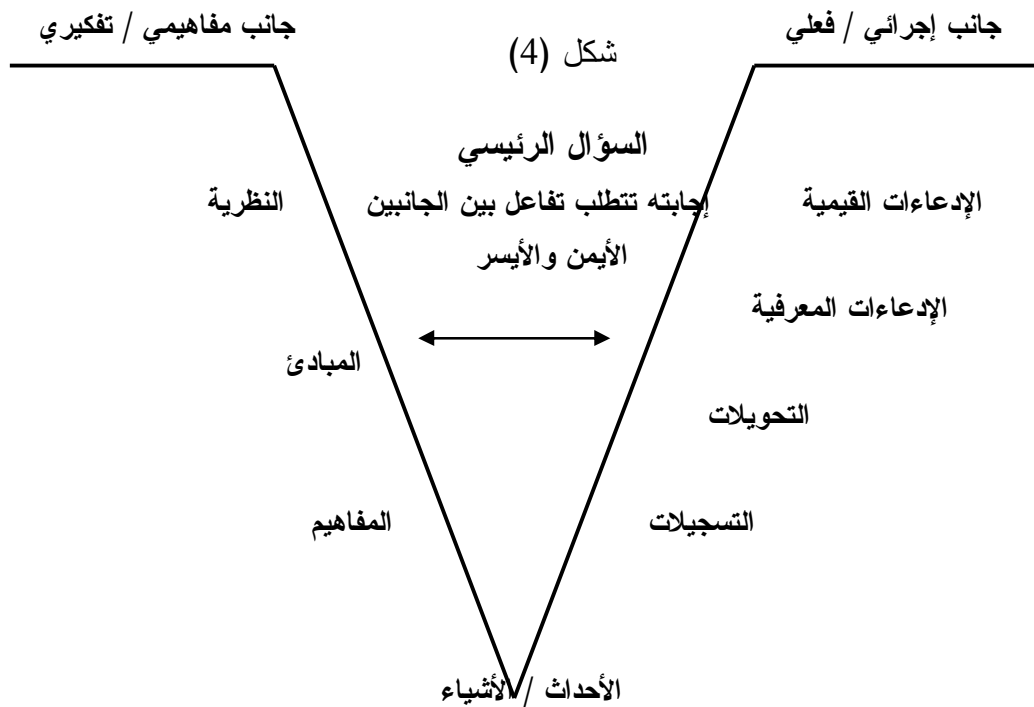 جانب إجرائي / فعلي
جانب مفاهيمي / تفكيري
شكل (4)
السؤال الرئيسي
إجابته تتطلب تفاعل بين الجانبين
الأيمن والأيسر
الإدعاءات القيمية
النظرية
الإدعاءات المعرفية
المبادئ
التحويلات
التسجيلات
المفاهيم
الأحداث / الأشياء